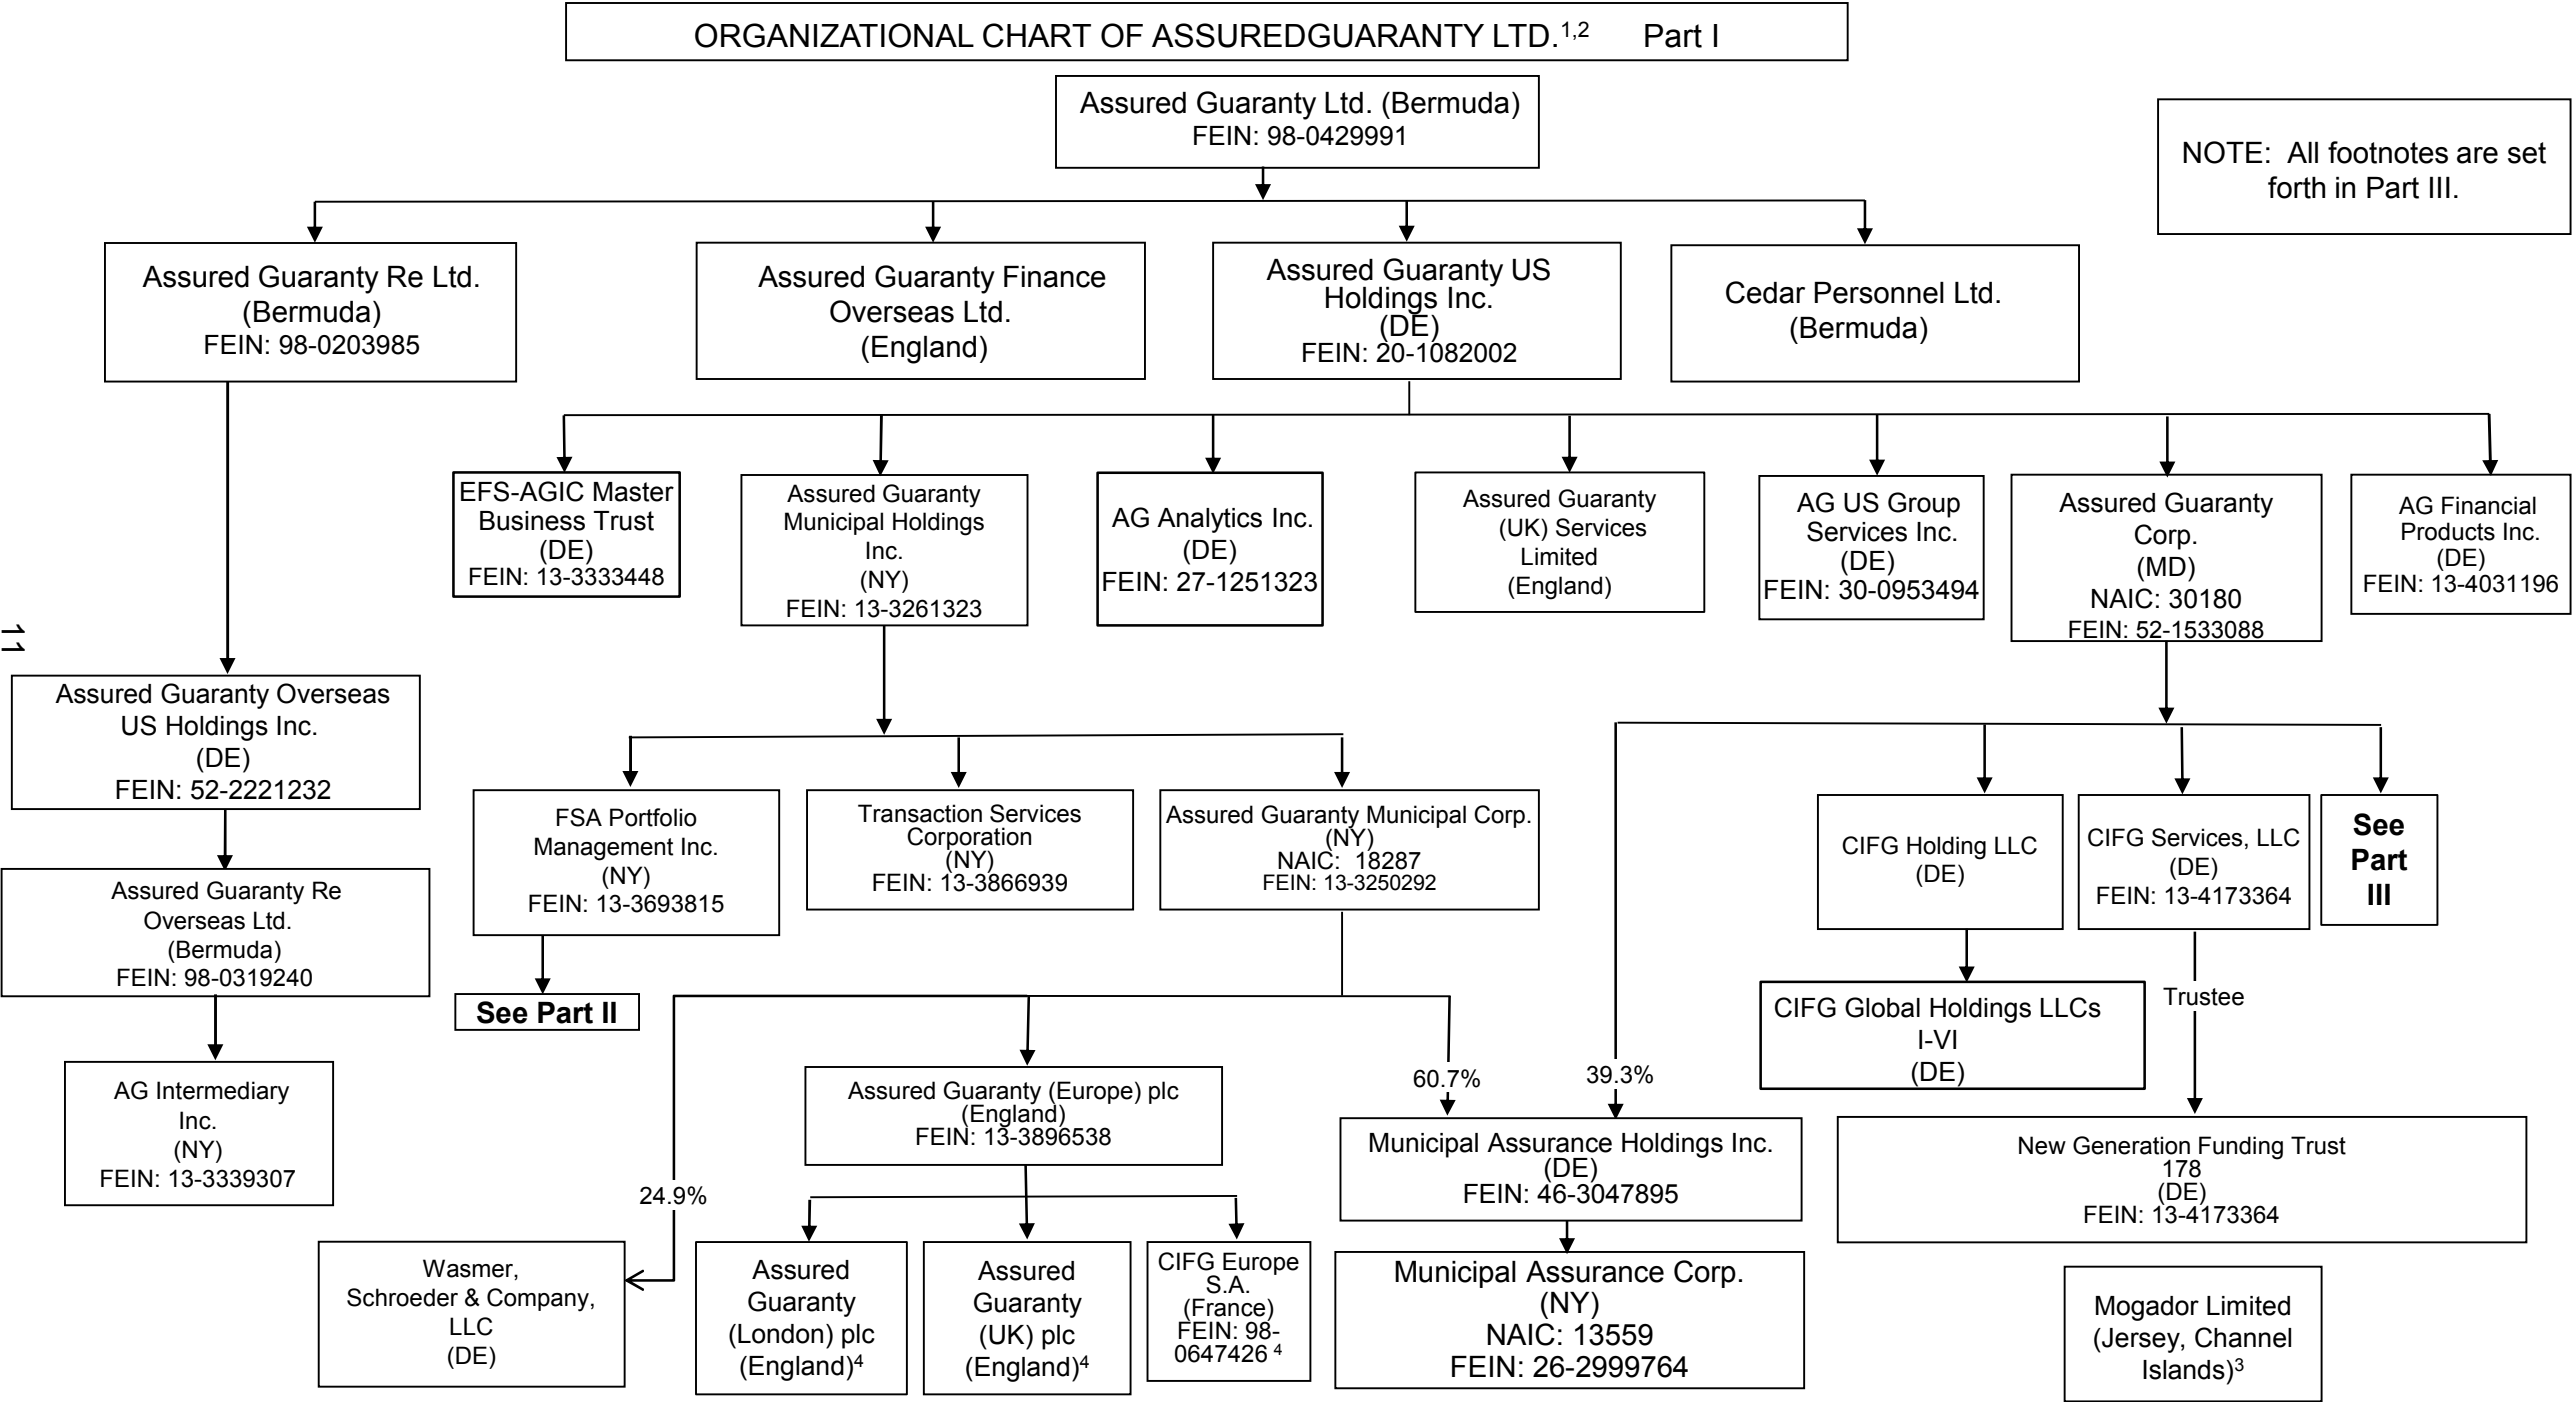 ORGANIZATIONAL CHART OF ASSUREDGUARANTY LTD.1,2 Part I
Assured Guaranty Ltd. (Bermuda)
FEIN: 98-0429991
NOTE: All footnotes are set
forth in Part III.
Assured Guaranty Re Ltd.
(Bermuda)
FEIN: 98-0203985
Assured Guaranty Finance
Overseas Ltd.
(England)
Assured Guaranty US
Holdings Inc.
(DE)
FEIN: 20-1082002
Cedar Personnel Ltd.
(Bermuda)
EFS-AGIC Master
Business Trust
(DE)
FEIN: 13-3333448
Assured Guaranty
Municipal Holdings
Inc.
(NY)
FEIN: 13-3261323
AG Analytics Inc.
(DE)
FEIN: 27-1251323
Assured Guaranty
(UK) Services
Limited
(England)
AG US Group
Services Inc.
(DE)
FEIN: 30-0953494
Assured Guaranty
Corp.
(MD)
NAIC: 30180
FEIN: 52-1533088
AG Financial
Products Inc.
(DE)
FEIN: 13-4031196
11
Assured Guaranty Overseas
US Holdings Inc.
(DE)
FEIN: 52-2221232
FSA Portfolio
Management Inc.
(NY)
FEIN: 13-3693815
Transaction Services
Corporation
(NY)
FEIN: 13-3866939
Assured Guaranty Municipal Corp.
(NY)
NAIC: 18287
FEIN: 13-3250292
CIFG Holding LLC
(DE)
CIFG Services, LLC
(DE)
FEIN: 13-4173364
See
Part
III
Assured Guaranty Re
Overseas Ltd.
(Bermuda)
FEIN: 98-0319240
See Part II
CIFG Global Holdings LLCs
I-VI
(DE)
Trustee
AG Intermediary
Inc.
(NY)
FEIN: 13-3339307
Assured Guaranty (Europe) plc
(England)
FEIN: 13-3896538
60.7%
39.3%
Municipal Assurance Holdings Inc.
(DE)
FEIN: 46-3047895
New Generation Funding Trust
178
(DE)
FEIN: 13-4173364
24.9%
Wasmer,
Schroeder & Company,
LLC
(DE)
Assured
Guaranty
(London) plc
(England)4
Assured
Guaranty
(UK) plc
(England)4
CIFG Europe
S.A.
(France)
FEIN: 98-
0647426 4
Municipal Assurance Corp.
(NY)
NAIC: 13559
FEIN: 26-2999764
Mogador Limited
(Jersey, Channel
Islands)3